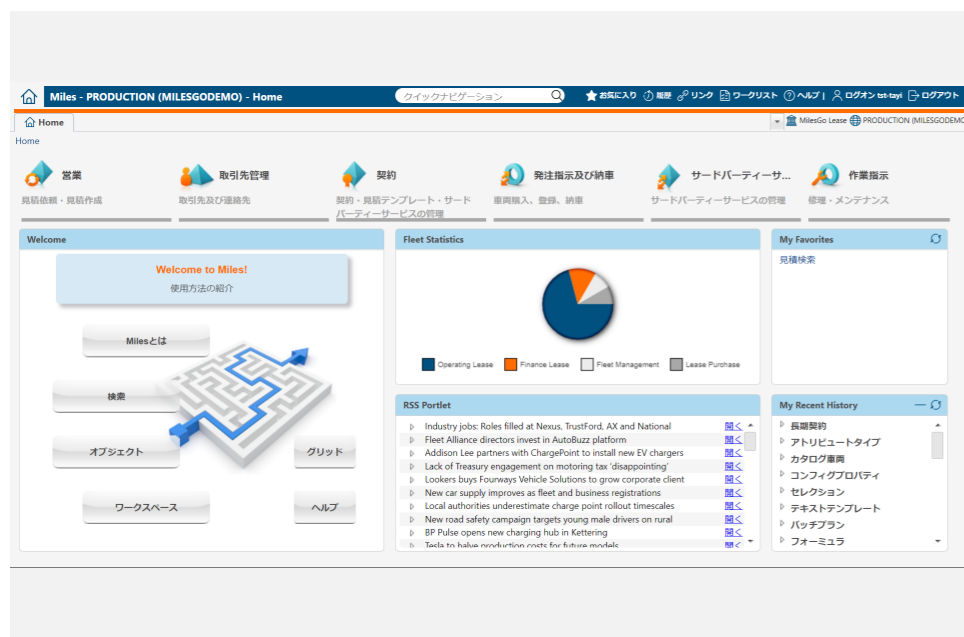 Miles - PRODUCTION (MILESGODEMO) - Home
クイックナビゲーション
お気に入り 履歴 リンク ワークリスト ヘルプ | ログオン tst-tayi ログアウト
Home
MilesGo Lease PRODUCTION (MILESGODEMO
Home
営業
見積依頼・見積作成
取引先管理
取引先及び連絡先
契約
契約・見積テンプレート・サード
パーティーサービスの管理
発注指示及び納車
車両購入、登録、納車
サードパーティーサ...
サードパーティーサービスの管理
作業指示
修理・メンテナンス
Welcome
Welcome to Miles!
使用方法の紹介
Milesとは
検索
オブジェクト
グリッド
ワークスペース
ヘルプ
Fleet Statistics
Operating Lease Finance Lease Fleet Management Lease Purchase
RSS Portlet
Industry jobs: Roles filled at Nexus, TrustFord, AX and National 開く
Fleet Alliance directors invest in AutoBuzz platform 開く
Addison Lee partners with ChargePoint to install new EV chargers 開く
Lack of Treasury engagement on motoring tax 'disappointing' 開く
Lookers buys Fourways Vehicle Solutions to grow corporate client 開く
New car supply improves as fleet and business registrations 開く
Local authorities underestimate charge point rollout timescales 開く
New road safety campaign targets young male drivers on rural 開く
BP Pulse opens new charging hub in Kettering 開く
Tesla to halve production costs for future models 開く
My Favorites
見積検索
My Recent History
長期契約
アトリビュートタイプ
カタログ車両
コンフィグプロパティ
セレクション
テキストテンプレート
バッチプラン
フォーミュラ